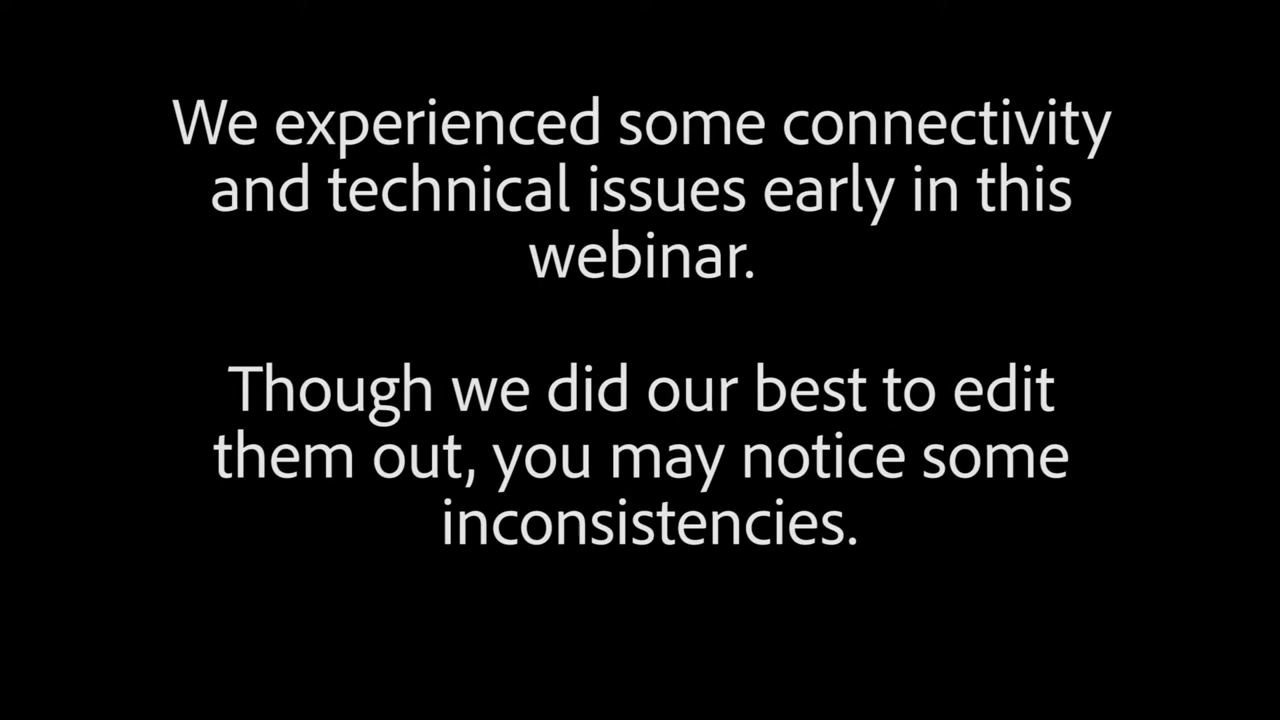 We experienced some connectivity
and technical issues early in this
webinar.
Though we did our best to edit
them out, you may notice some
inconsistencies.